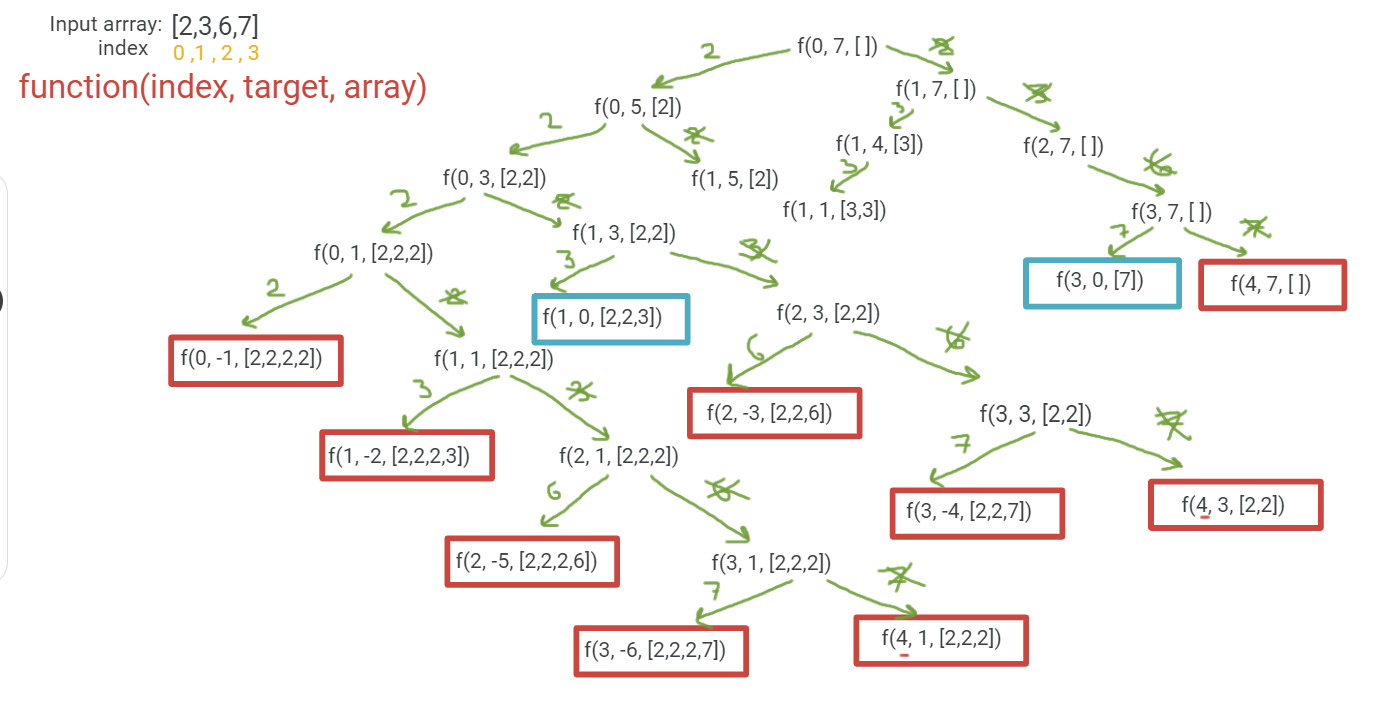 Input arrray: [2,3,6,7]
index 0 ,1 , 2 , 3
function(index, target, array)
f(0, 7, [ ])
2
2
f(0, 5, [2])
f(1, 7, [ ])
2
2
3
3
f(0, 3, [2,2])
f(1, 5, [2])
f(1, 4, [3])
f(2, 7, [ ])
2
2
3
6
f(0, 1, [2,2,2])
f(1, 3, [2,2])
f(1, 1, [3,3])
f(3, 7, [ ])
2
2
3
3
7
7
f(0, -1, [2,2,2,2])
f(1, 1, [2,2,2])
f(1, 0, [2,2,3])
f(2, 3, [2,2])
f(3, 0, [7])
f(4, 7, [ ])
3
3
6
6
f(1, -2, [2,2,2,3])
f(2, 1, [2,2,2])
f(2, -3, [2,2,6])
f(3, 3, [2,2])
6
6
7
7
f(2, -5, [2,2,2,6])
f(3, 1, [2,2,2])
f(3, -4, [2,2,7])
f(4, 3, [2,2])
7
7
f(3, -6, [2,2,2,7])
f(4, 1, [2,2,2])